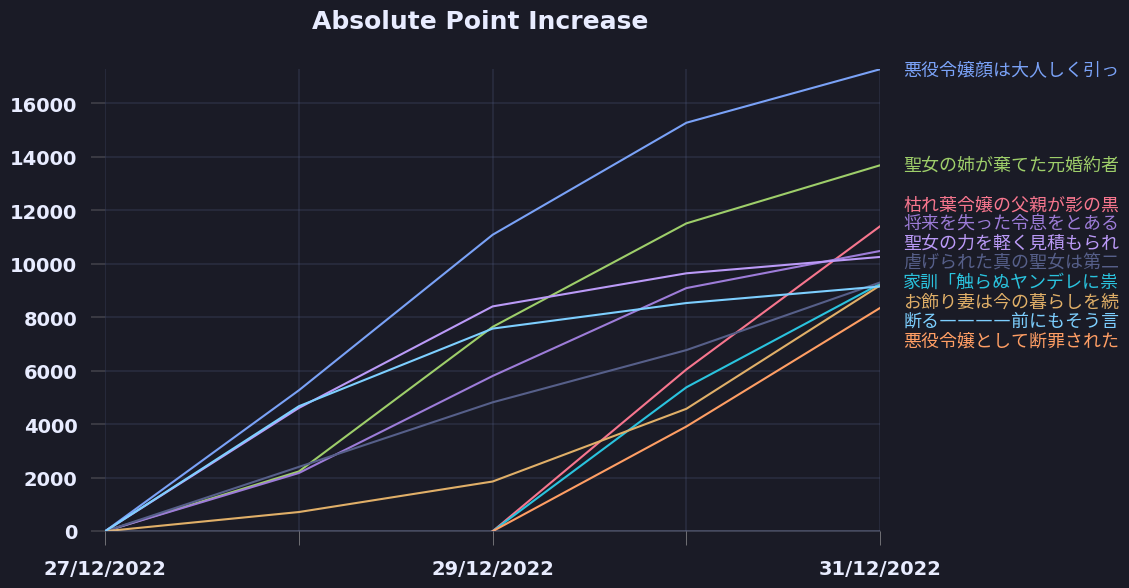 Absolute Point Increase
16000
14000
12000
10000
8000
6000
4000
2000
0
27/12/2022
29/12/2022
31/12/2022
悪役令嬢顔は大人しく引っ
聖女の姉が棄てた元婚約者
枯れ葉令嬢の父親が影の黒
将来を失った令息をとある
聖女の力を軽く見積もられ
虐げられた真の聖女は第二
家訓「触らぬヤンデレに祟
お飾り妻は今の暮らしを続
断るーーーー前にもそう言
悪役令嬢として断罪された